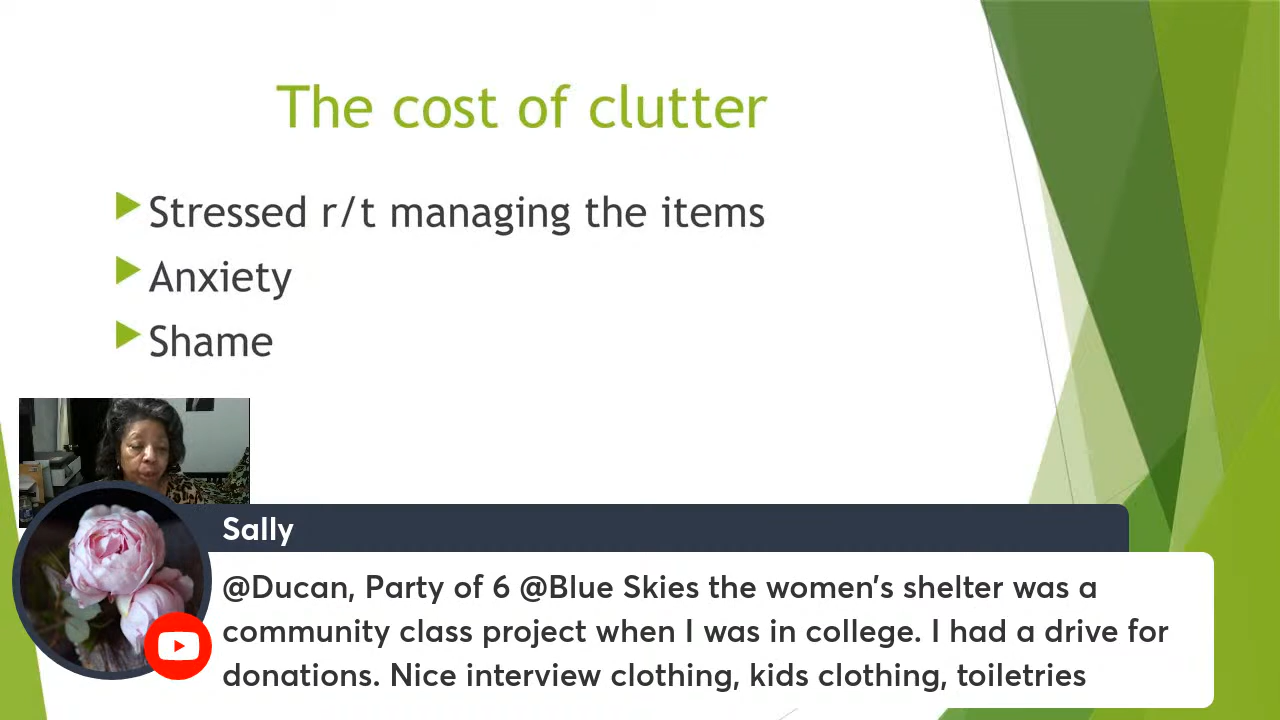 The cost of clutter
Stressed r/t managing the items
Anxiety
Shame
Sally
@Ducan, Party of 6 @Blue Skies the women's shelter was a
community class project when I was in college. I had a drive for
donations. Nice interview clothing, kids clothing, toiletries